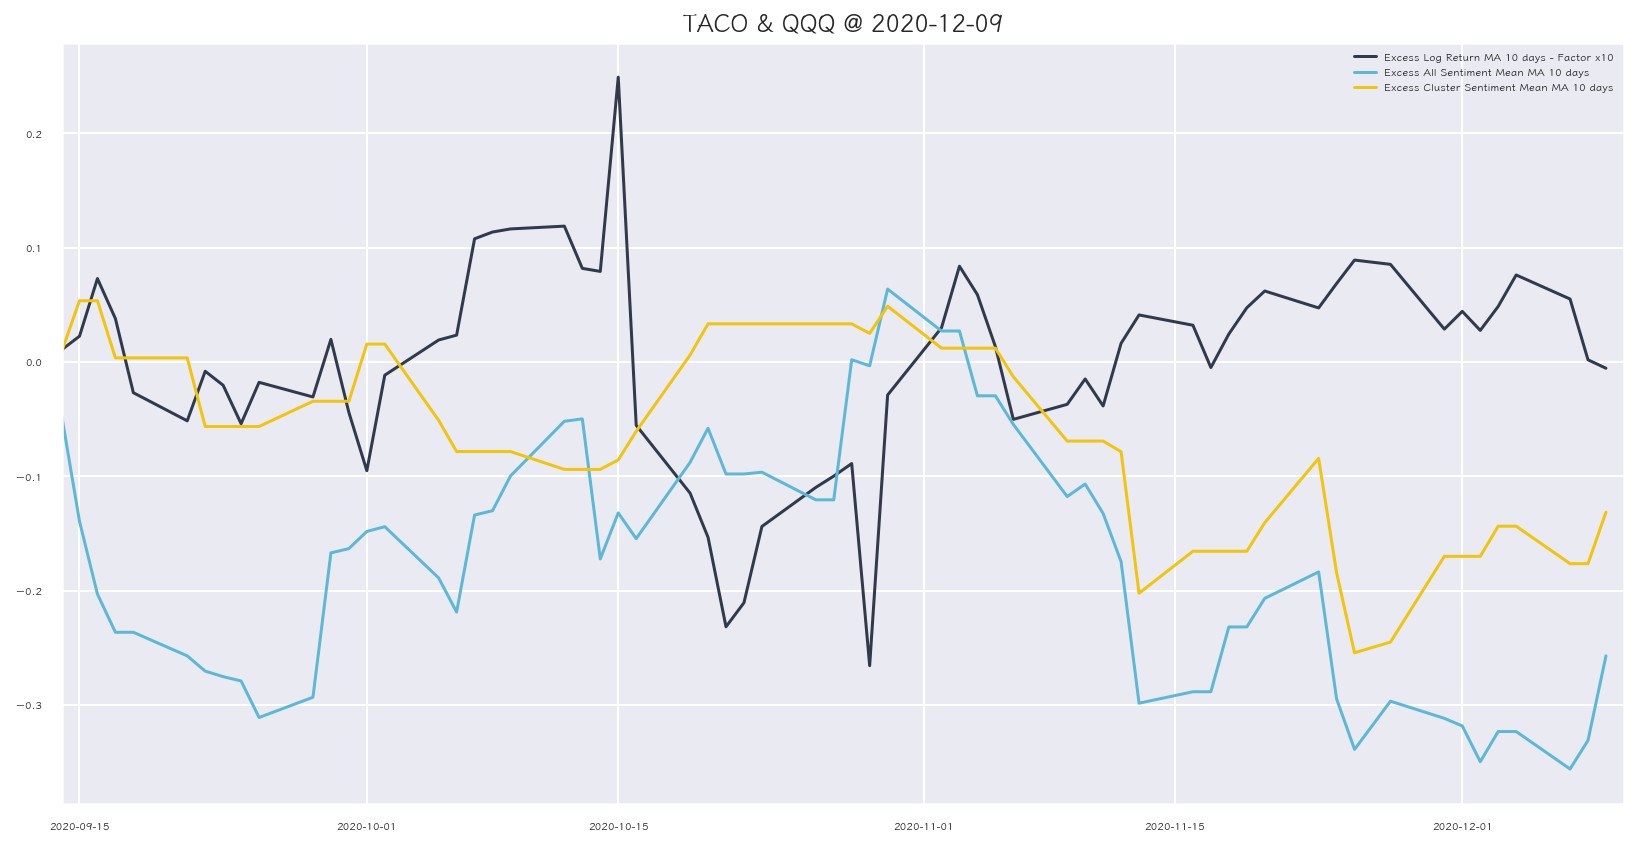 TACO & QQQ @ 2020-12-09
Excess Log Return MA 10 days - Factor x10
Excess All Sentiment Mean MA 10 days
Excess Cluster Sentiment Mean MA 10 days
0.2
0.1
0.0
−0.1
−0.2
−0.3
2020-09-15 2020-10-01 2020-10-15 2020-11-01 2020-11-15 2020-12-01